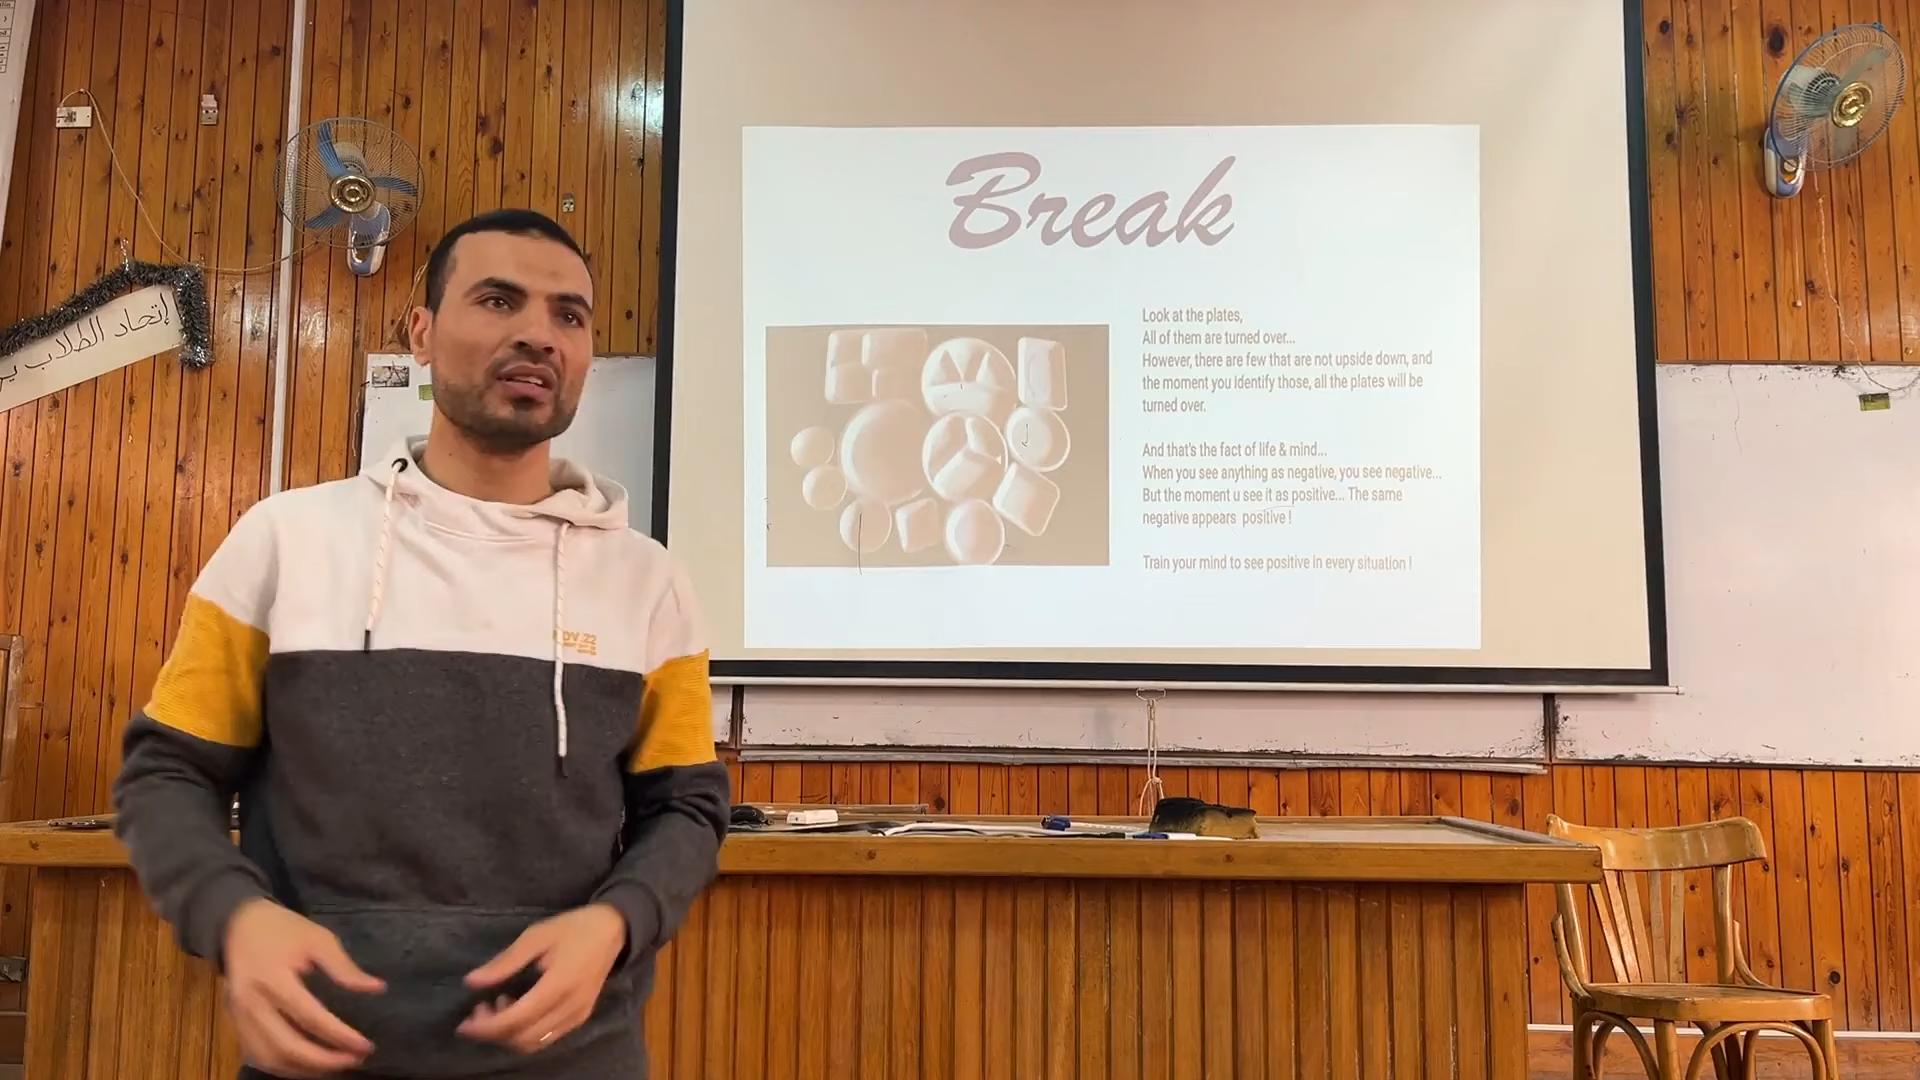 Break
Look at the plates,
All of them are turned over...
However, there are few that are not upside down, and
the moment you identify those, all the plates will be
turned over.
And that's the fact of life & mind...
When you see anything as negative, you see negative...
But the moment u see it as positive... The same
negative appears positive !
Train your mind to see positive in every situation !
إتحاد الطلاب
DV.22